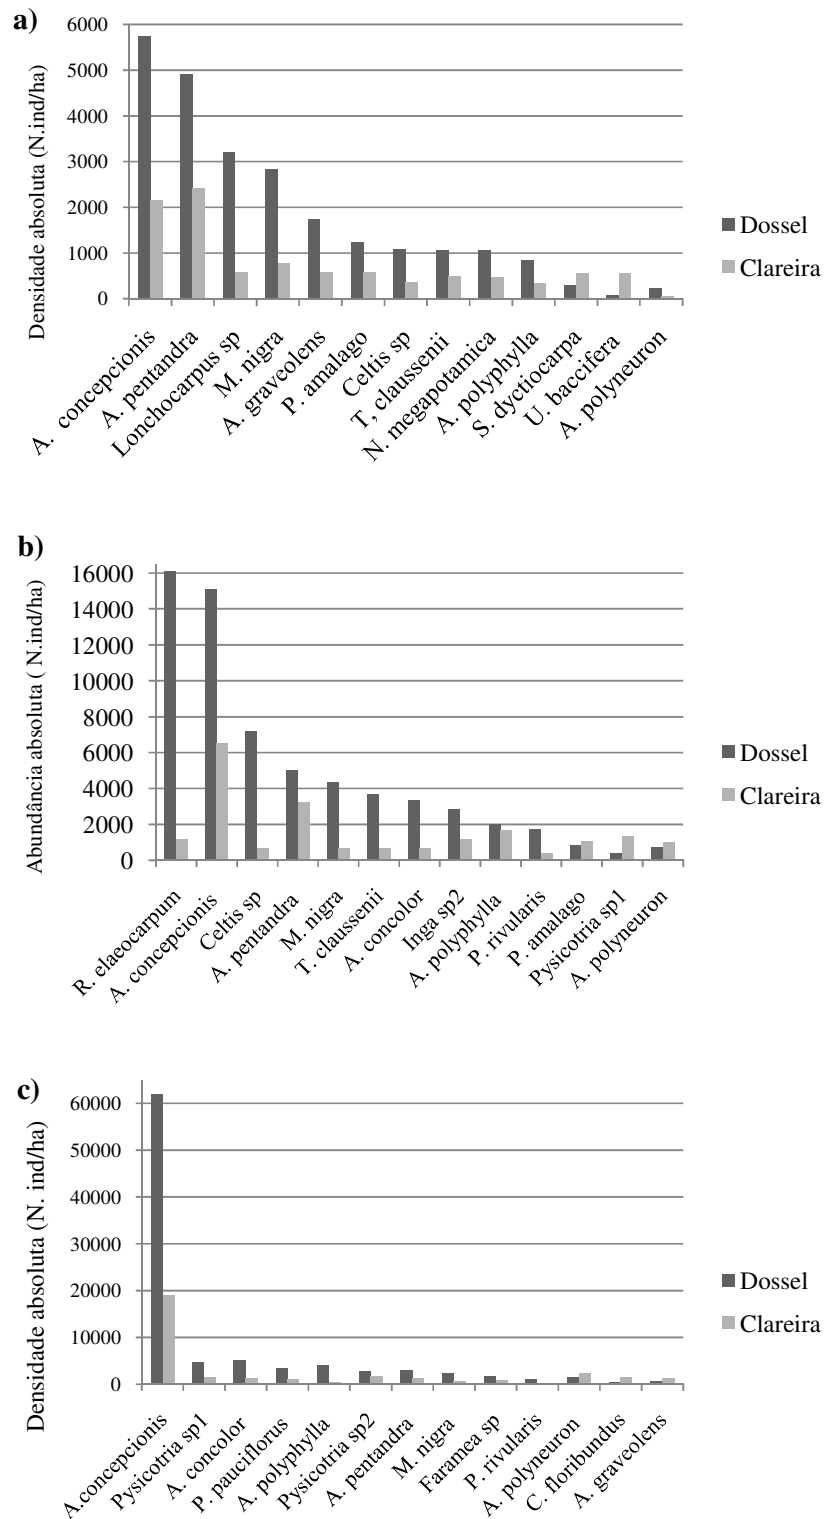 a)
Densidade absoluta (N.ind/ha)
6000
5000
4000
3000
2000
1000
0
A. concepcionis
A. pentandra
Lonchocarpus sp
M. nigra
A. graveolens
P. amalago
Celtis sp
T, claussenii
N. megapotamica
A. polyphylla
S. dyctiocarpa
U. baccifera
A. polyneuron
Dossel
Clareira
b)
Abundância absoluta ( N.ind/ha)
16000
14000
12000
10000
8000
6000
4000
2000
0
R. elaeocarpum
A. concepcionis
Celtis sp
A. pentandra
M. nigra
T. claussenii
A. concolor
Inga sp2
A. polyphylla
P. rivularis
P. amalago
Pysicotria sp1
A. polyneuron
Dossel
Clareira
c)
Densidade absoluta (N. ind/ha)
60000
50000
40000
30000
20000
10000
0
A.concepcionis
Pysicotria sp1
A. concolor
P. pauciflorus
A. polyphylla
Pysicotria sp2
A. pentandra
M. nigra
Faramea sp
P. rivularis
A. polyneuron
C. floribundus
A. graveolens
Dossel
Clareira